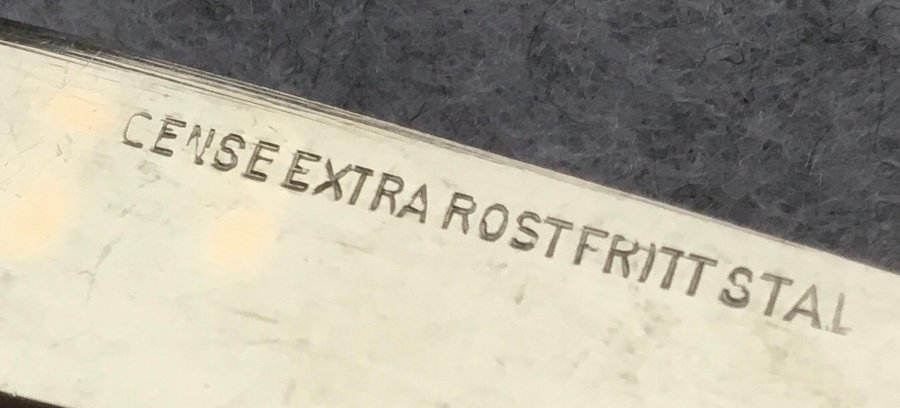 CENSE EXTRA ROSTFRITT STAL